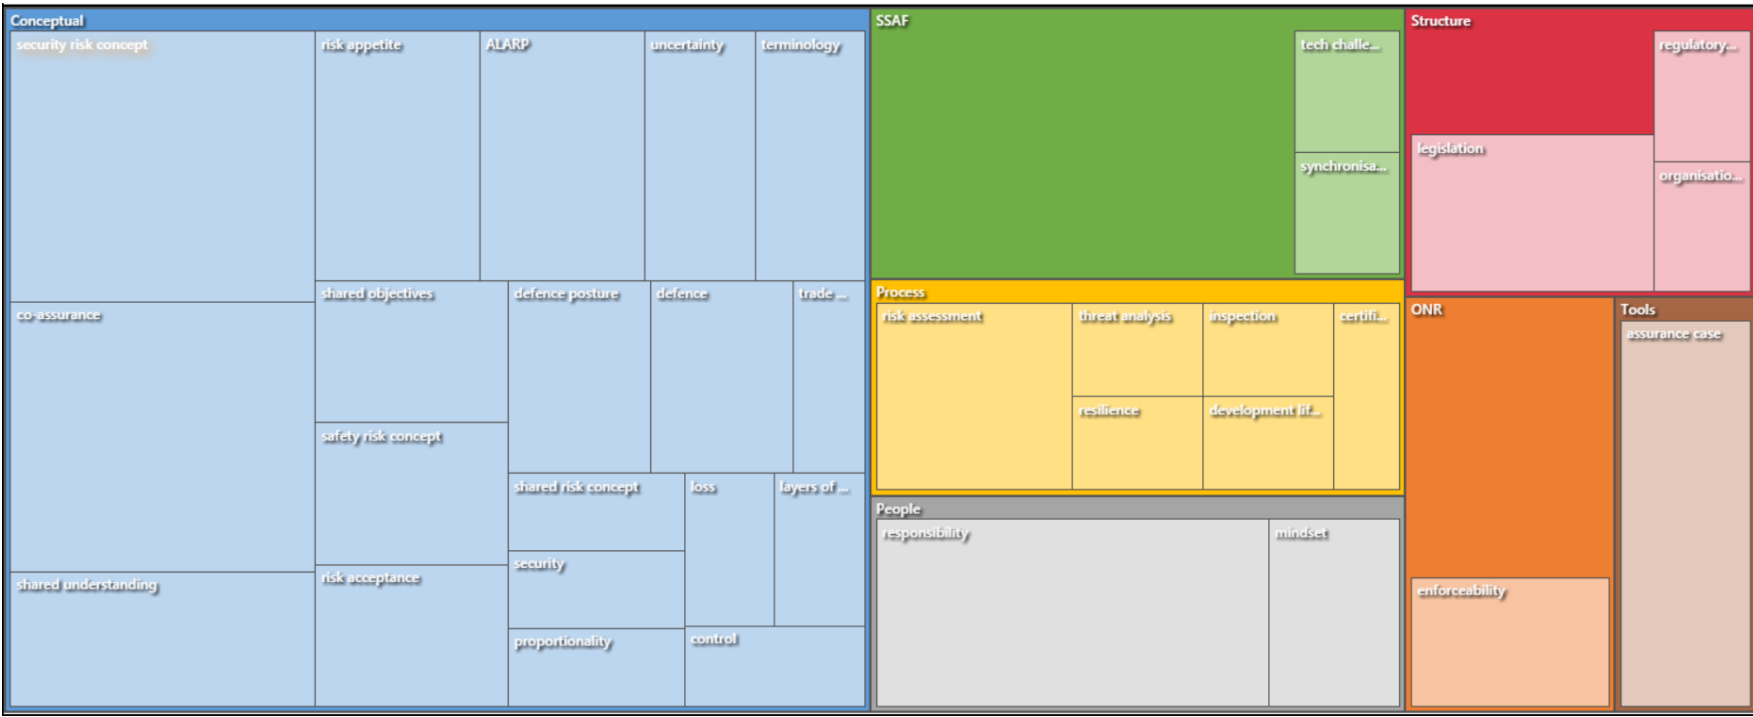 Conceptual
security risk concept
risk appetite
ALARP
uncertainty
terminology
co-assurance
shared objectives
defence posture
defence
trade ...
safety risk concept
shared risk concept
loss
layers of ...
security
shared understanding
risk acceptance
proportionality
control
SSAF
tech challe...
synchronisa...
Process
risk assessment
threat analysis
inspection
certifi...
resilience
development lif...
People
responsibility
mindset
Structure
regulatory...
legislation
organisatio...
ONR
enforceability
Tools
assurance case